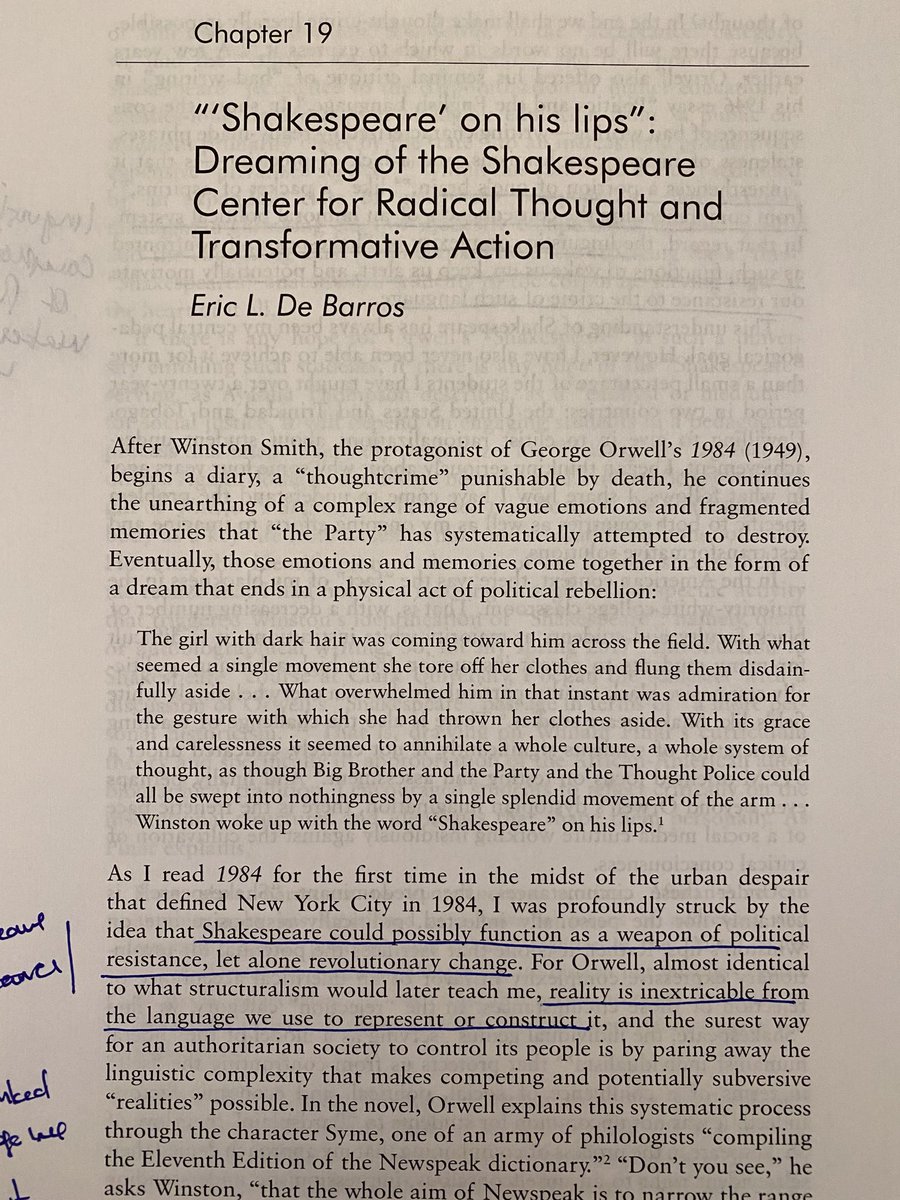 Chapter 19
“‘Shakespeare’ on his lips”:
Dreaming of the Shakespeare
Center for Radical Thought and
Transformative Action
Eric L. De Barros
After Winston Smith, the protagonist of George Orwell’s 1984 (1949),
begins a diary, a “thoughtcrime” punishable by death, he continues
the unearthing of a complex range of vague emotions and fragmented
memories that “the Party” has systematically attempted to destroy.
Eventually, those emotions and memories come together in the form of
a dream that ends in a physical act of political rebellion:
The girl with dark hair was coming toward him across the field. With what
seemed a single movement she tore off her clothes and flung them disdain-
fully aside . . . What overwhelmed him in that instant was admiration for
the gesture with which she had thrown her clothes aside. With its grace
and carelessness it seemed to annihilate a whole culture, a whole system of
thought, as though Big Brother and the Party and the Thought Police could
all be swept into nothingness by a single splendid movement of the arm . . .
Winston woke up with the word “Shakespeare” on his lips.¹
As I read 1984 for the first time in the midst of the urban despair
that defined New York City in 1984, I was profoundly struck by the
idea that Shakespeare could possibly function as a weapon of political
resistance, let alone revolutionary change. For Orwell, almost identical
to what structuralism would later teach me, reality is inextricable from
the language we use to represent or construct it, and the surest way
for an authoritarian society to control its people is by paring away the
linguistic complexity that makes competing and potentially subversive
“realities” possible. In the novel, Orwell explains this systematic process
through the character Syme, one of an army of philologists “compiling
the Eleventh Edition of the Newspeak dictionary.”² “Don’t you see,” he
asks Winston, “that the whole aim of Newspeak is to narrow the range